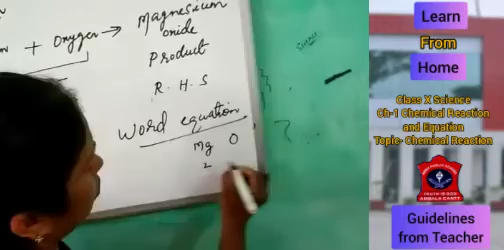 Magnesium
+ Oxygen → oxide
Product
R.H.S
Word equation
Mg O
2
Learn
From
Home
Class X Science
Ch-1 Chemical Reaction
and Equation
Topic- Chemical Reaction
Guidelines
from Teacher